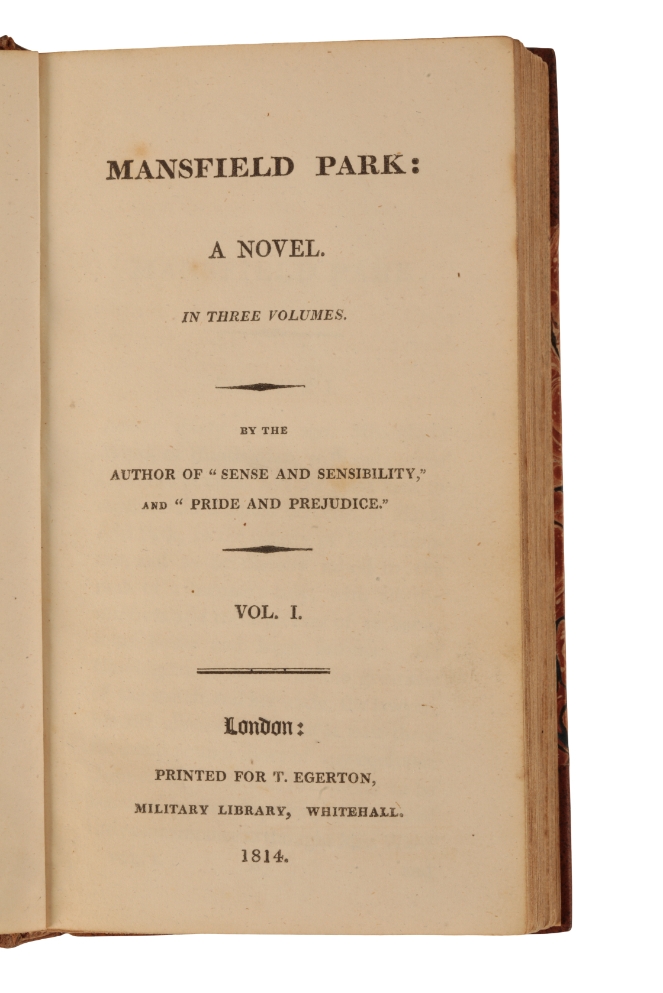 MANSFIELD PARK:
A NOVEL.
IN THREE VOLUMES.
BY THE
AUTHOR OF “ SENSE AND SENSIBILITY,”
AND “ PRIDE AND PREJUDICE.”
VOL. I.
London:
PRINTED FOR T. EGERTON,
MILITARY LIBRARY, WHITEHALL.
1814.